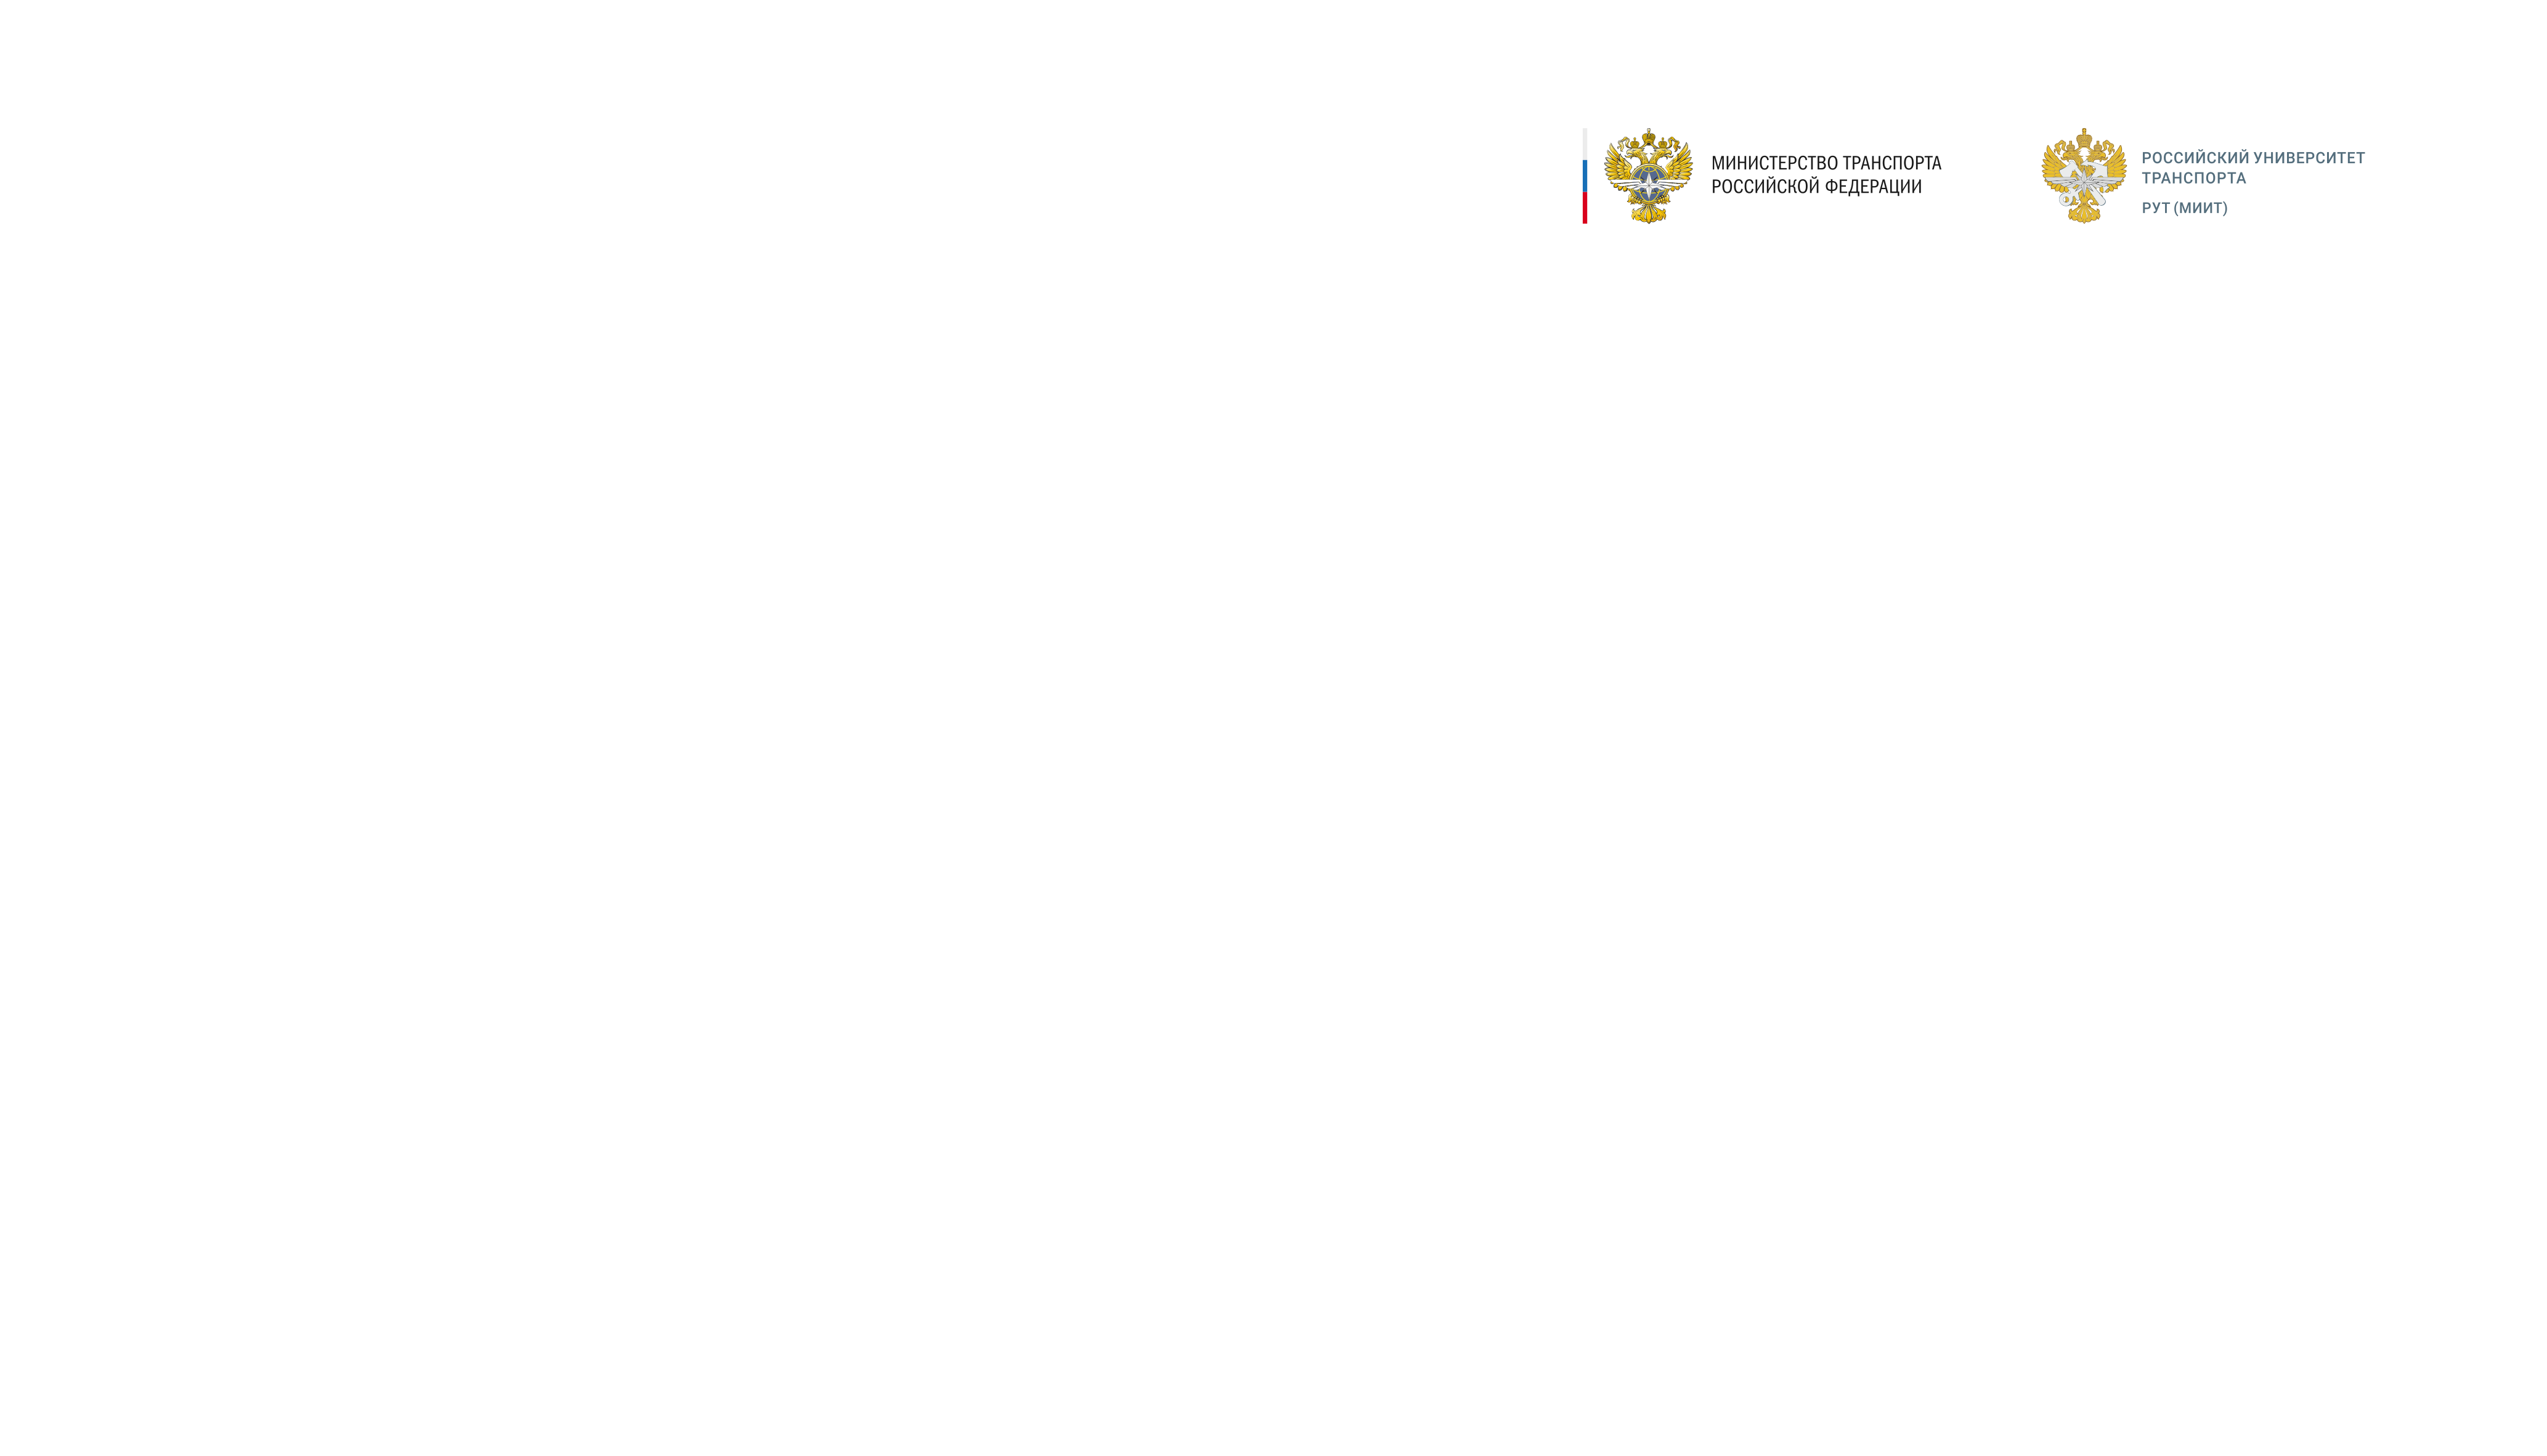 МИНИСТЕРСТВО ТРАНСПОРТА
РОССИЙСКОЙ ФЕДЕРАЦИИ
РОССИЙСКИЙ УНИВЕРСИТЕТ
ТРАНСПОРТА
РУТ (МИИТ)